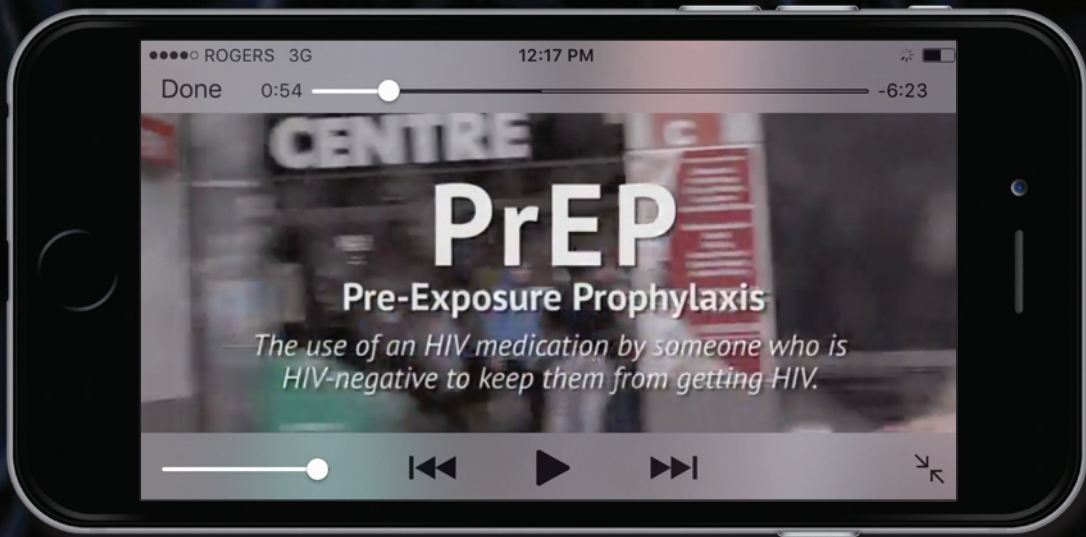 ROGERS 3G 12:17 PM
Done 0:54 -6:23
CENTRE
C
PrEP
Pre-Exposure Prophylaxis
The use of an HIV medication by someone who is
HIV-negative to keep them from getting HIV.